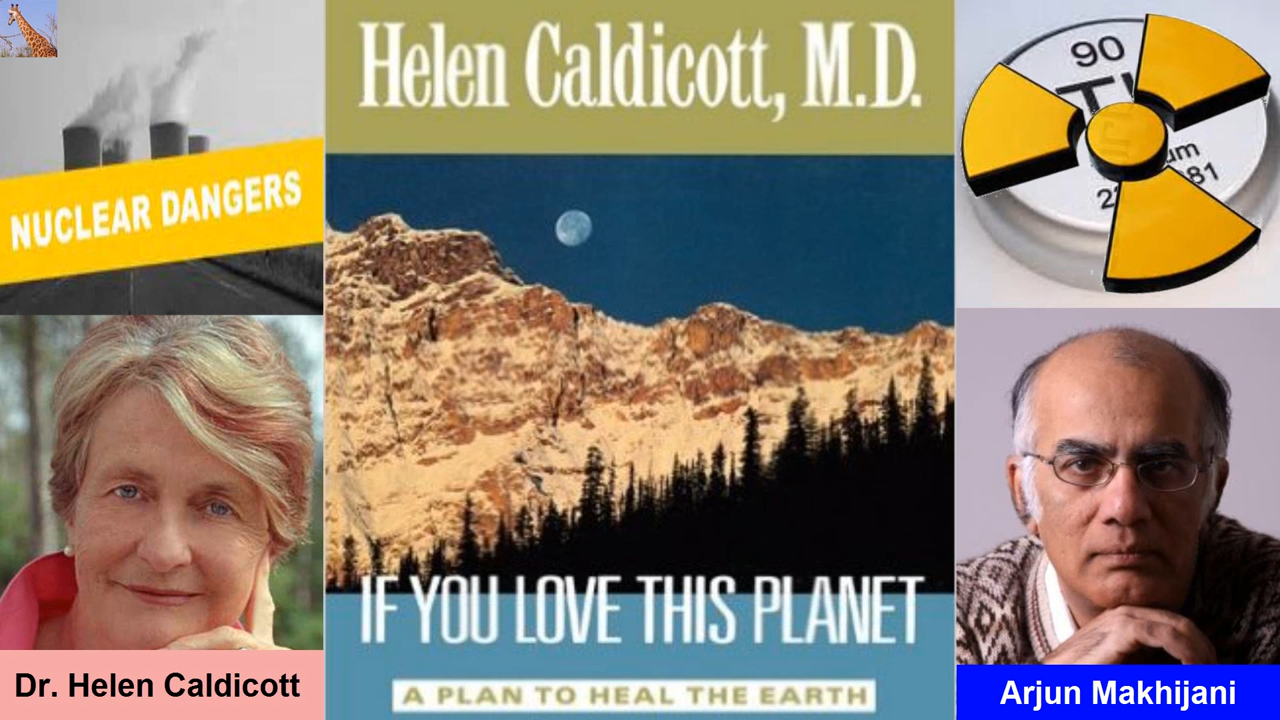 NUCLEAR DANGERS
Dr. Helen Caldicott
Helen Caldicott, M.D.
IF YOU LOVE THIS PLANET
A PLAN TO HEAL THE EARTH
90
Arjun Makhijani